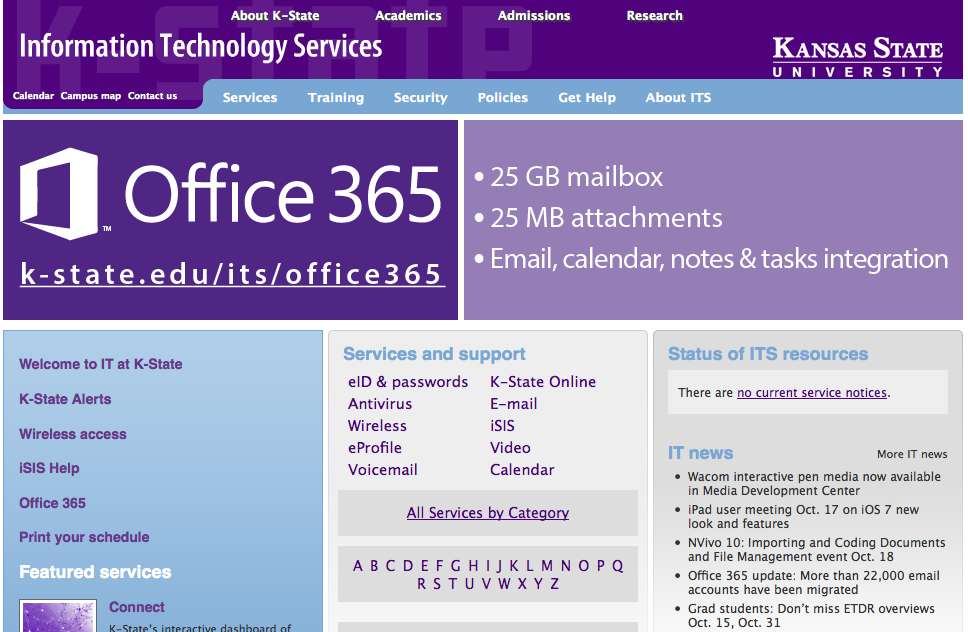 About K-State Academics Admissions Research
Information Technology Services
KANSAS STATE
UNIVERSITY
Calendar Campus map Contact us
Services Training Security Policies Get Help About ITS
Office 365™
k-state.edu/its/office365
• 25 GB mailbox
• 25 MB attachments
• Email, calendar, notes & tasks integration
Welcome to IT at K-State
K-State Alerts
Wireless access
iSIS Help
Office 365
Print your schedule
Featured services
Connect
K-State's interactive dashboard of
Services and support
eID & passwords K-State Online
Antivirus E-mail
Wireless iSIS
eProfile Video
Voicemail Calendar
All Services by Category
A B C D E F G H I J K L M N O P Q
R S T U V W X Y Z
Status of ITS resources
There are no current service notices.
IT news More IT news
• Wacom interactive pen media now available
in Media Development Center
• iPad user meeting Oct. 17 on iOS 7 new
look and features
• NVivo 10: Importing and Coding Documents
and File Management event Oct. 18
• Office 365 update: More than 22,000 email
accounts have been migrated
• Grad students: Don't miss ETDR overviews
Oct. 15, Oct. 31